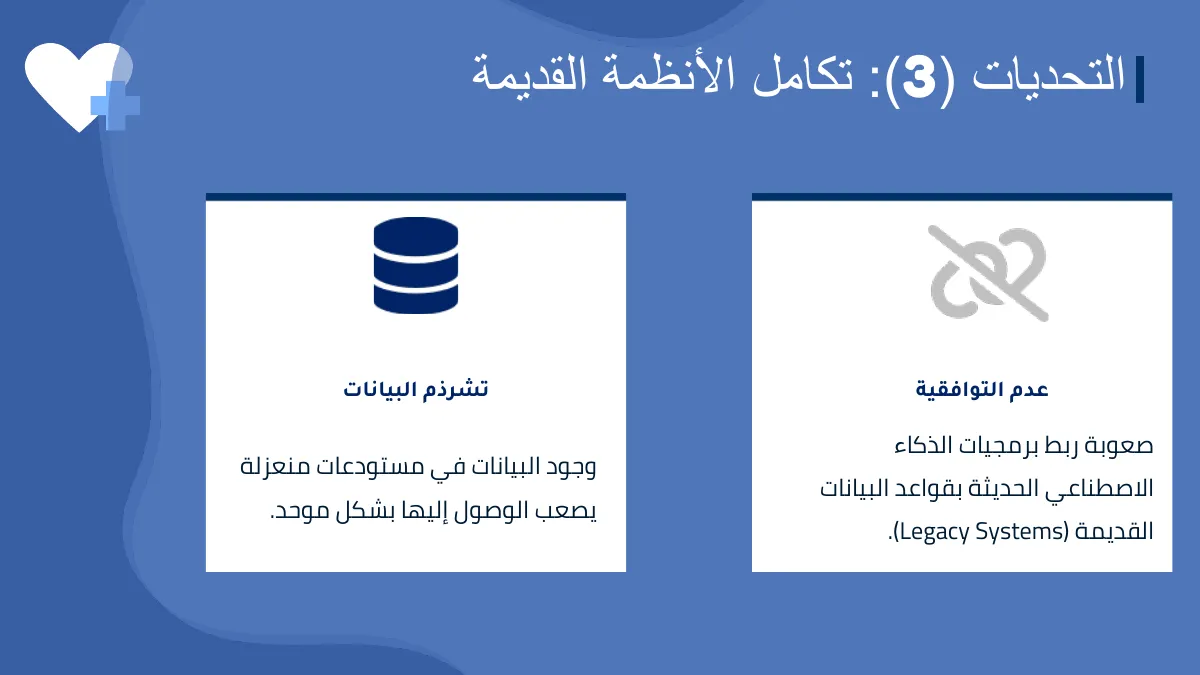 التحديات (3): تكامل الأنظمة القديمة
عدم التوافقية
صعوبة ربط برمجيات الذكاء
الاصطناعي الحديثة بقواعد البيانات
القديمة (Legacy Systems).
تشرذم البيانات
وجود البيانات في مستودعات منعزلة
يصعب الوصول إليها بشكل موحد.